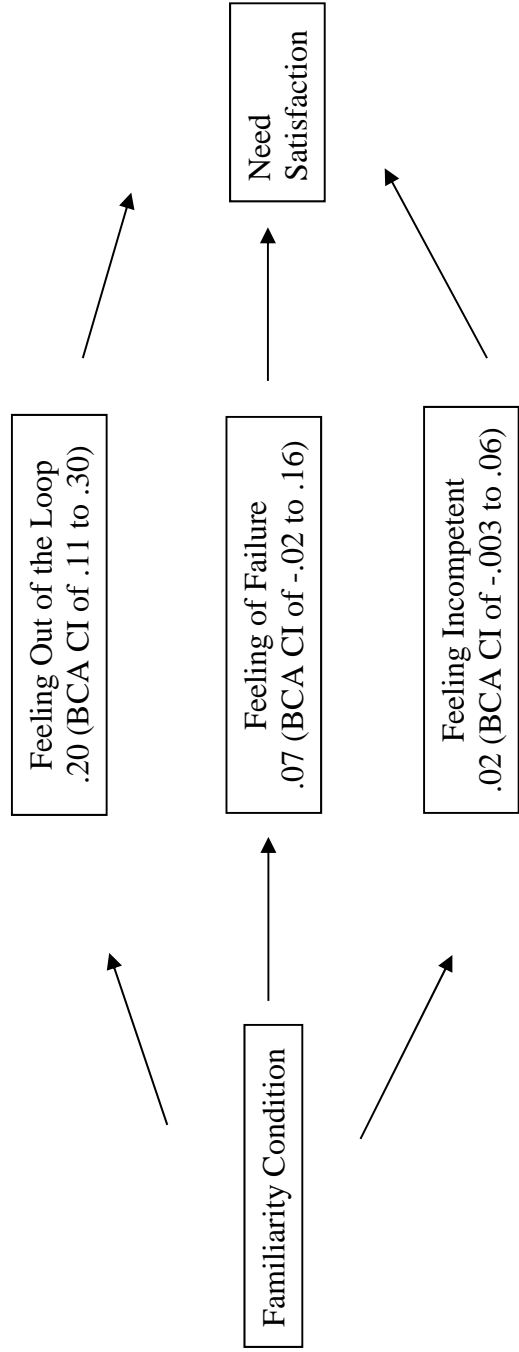 Familiarity Condition
Feeling Out of the Loop
.20 (BCA CI of .11 to .30)
Feeling of Failure
.07 (BCA CI of -.02 to .16)
Feeling Incompetent
.02 (BCA CI of -.003 to .06)
Need
Satisfaction